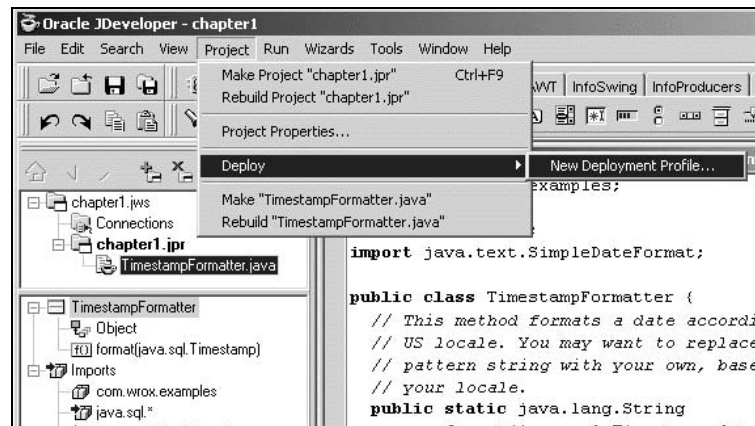 Oracle JDeveloper - chapter1
File Edit Search View Project Run Wizards Tools Window Help
Make Project "chapter1.jpr" Ctrl+F9
Rebuild Project "chapter1.jpr"
Project Properties...
Deploy
New Deployment Profile...
Make "TimestampFormatter.java"
Rebuild "TimestampFormatter.java"
AWT InfoSwing InfoProducers
chapter1.jws
Connections
chapter1.jpr
TimestampFormatter.java
TimestampFormatter
Object
format(java.sql.Timestamp)
Imports
com.wrox.examples
java.sql.*
examples;
import java.text.SimpleDateFormat;
public class TimestampFormatter {
// This method formats a date accordi
// US locale. You may want to replace
// pattern string with your own, base
// your locale.
public static java.lang.String